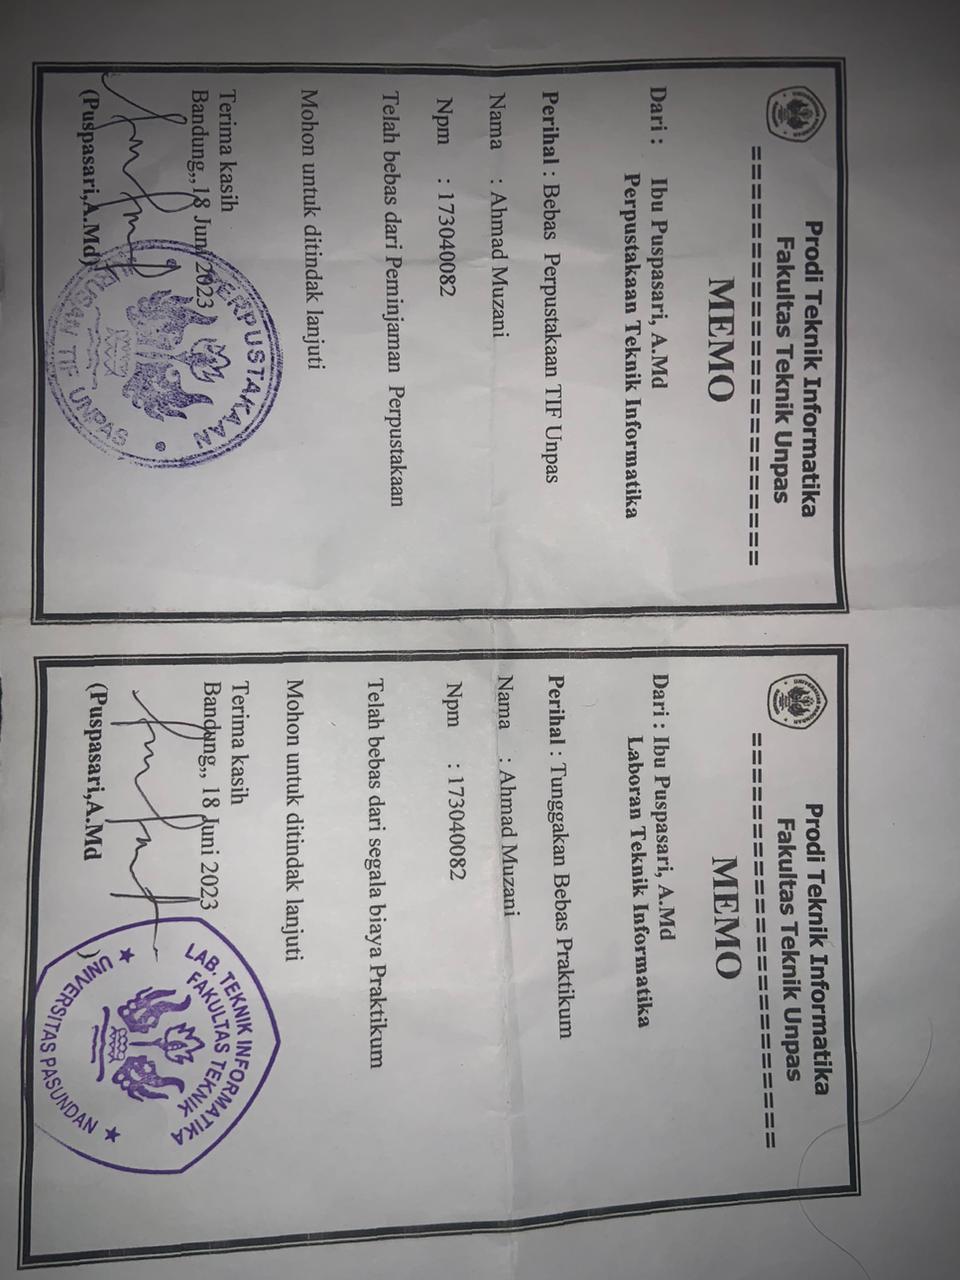 Prodi Teknik Informatika
Fakultas Teknik Unpas
==========================
MEMO
Dari : Ibu Puspasari, A.Md
Perpustakaan Teknik Informatika
Perihal : Bebas Perpustakaan TIF Unpas
Nama : Ahmad Muzani
Npm : 173040082
Telah bebas dari Peminjaman Perpustakaan
Mohon untuk ditindak lanjuti
Terima kasih
Bandung,, 18 Juni 2023
(Puspasari,A.Md)
PERPUSTAKAAN
JURUSAN TIF UNPAS
Prodi Teknik Informatika
Fakultas Teknik Unpas
==========================
MEMO
Dari : Ibu Puspasari, A.Md
Laboran Teknik Informatika
Perihal : Tunggakan Bebas Praktikum
Nama : Ahmad Muzani
Npm : 173040082
Telah bebas dari segala biaya Praktikum
Mohon untuk ditindak lanjuti
Terima kasih
Bandung,, 18 Juni 2023
(Puspasari,A.Md )
LAB. TEKNIK INFORMATIKA
FAKULTAS TEKNIK
UNIVERSITAS PASUNDAN